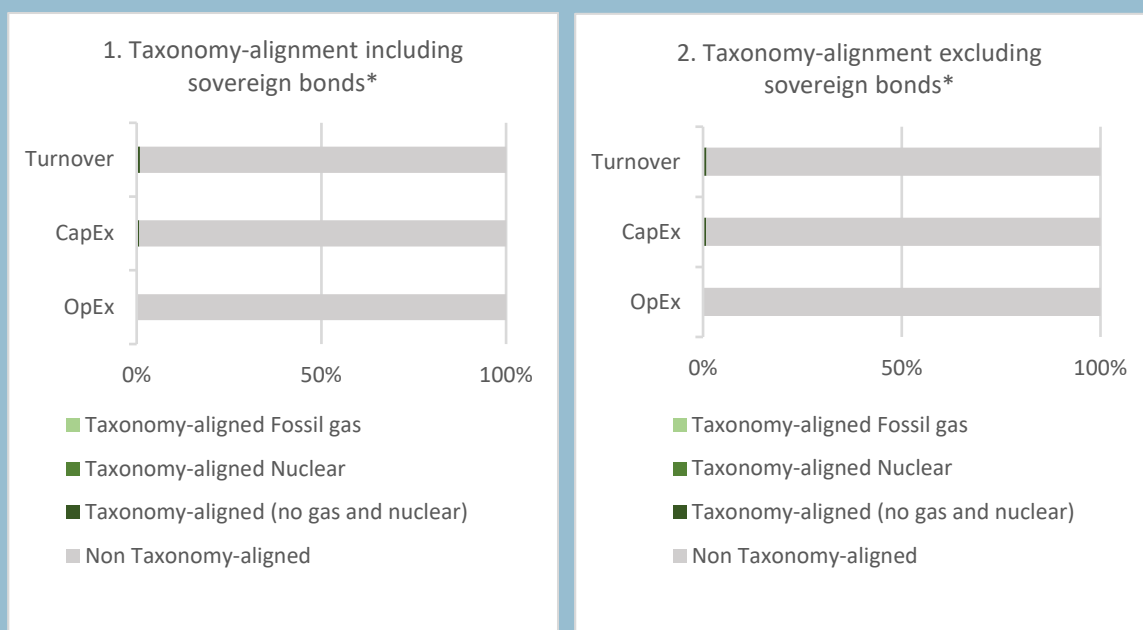 1. Taxonomy-alignment including
sovereign bonds*
Turnover
CapEx
OpEx
0%
50%
100%
Taxonomy-aligned Fossil gas
Taxonomy-aligned Nuclear
Taxonomy-aligned (no gas and nuclear)
Non Taxonomy-aligned
2. Taxonomy-alignment excluding
sovereign bonds*
Turnover
CapEx
OpEx
0%
50%
100%
Taxonomy-aligned Fossil gas
Taxonomy-aligned Nuclear
Taxonomy-aligned (no gas and nuclear)
Non Taxonomy-aligned